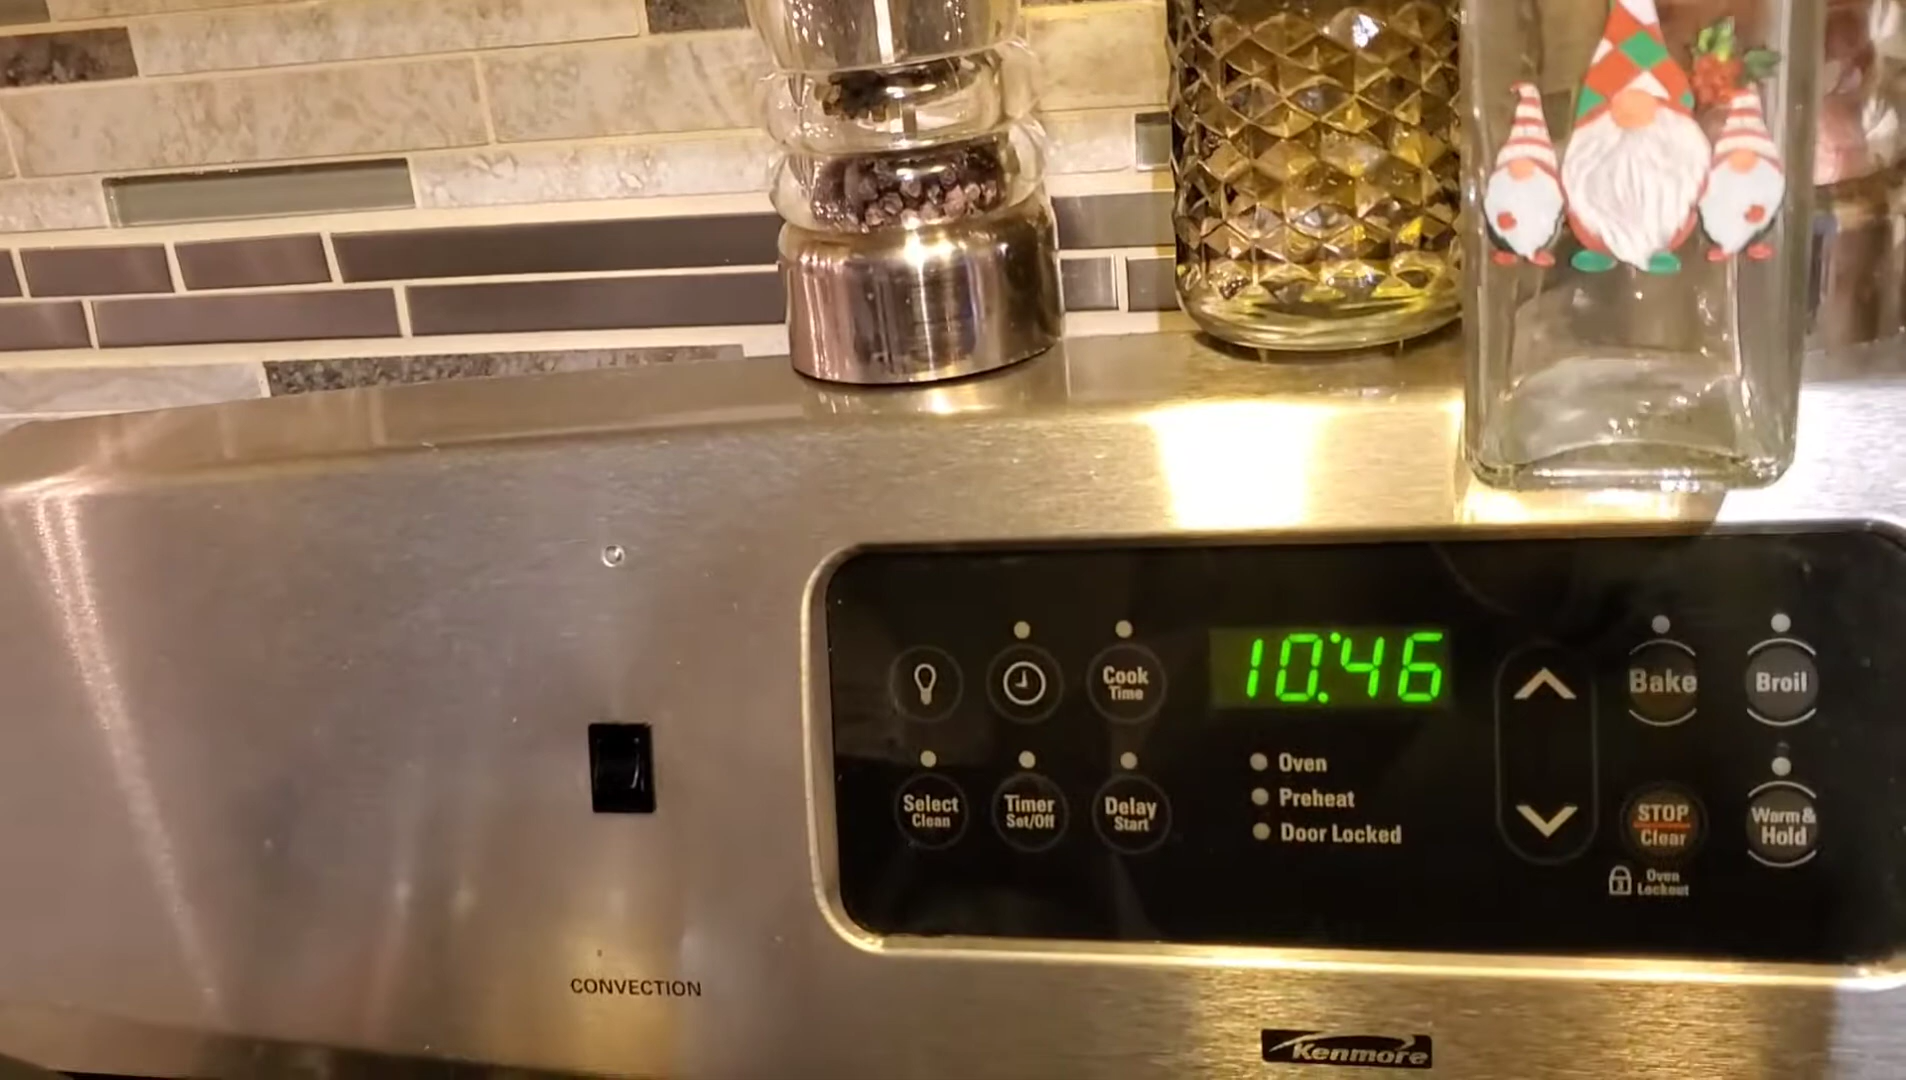 10:46
Cook
Time
Bake
Broil
Select
Clean
Timer
Set/Off
Delay
Start
Oven
Preheat
Door Locked
STOP
Clear
Warm &
Hold
Oven
Lockout
CONVECTION
Kenmore